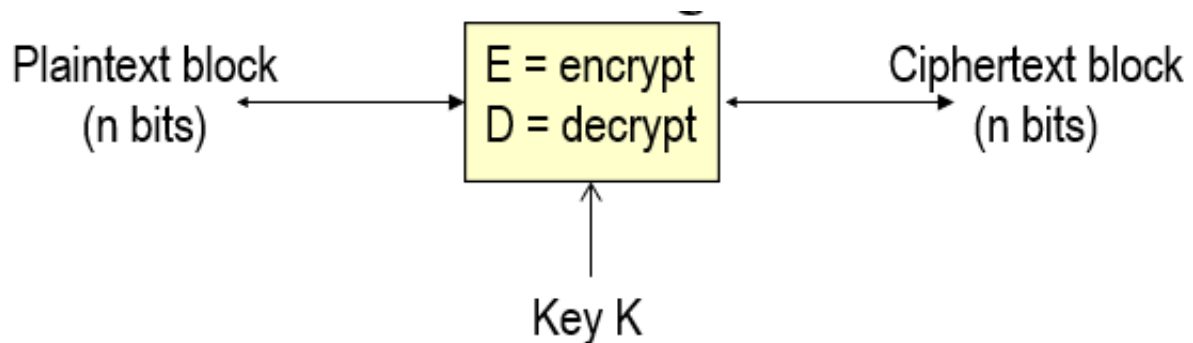 Plaintext block
(n bits)
E = encrypt
D = decrypt
Ciphertext block
(n bits)
Key K